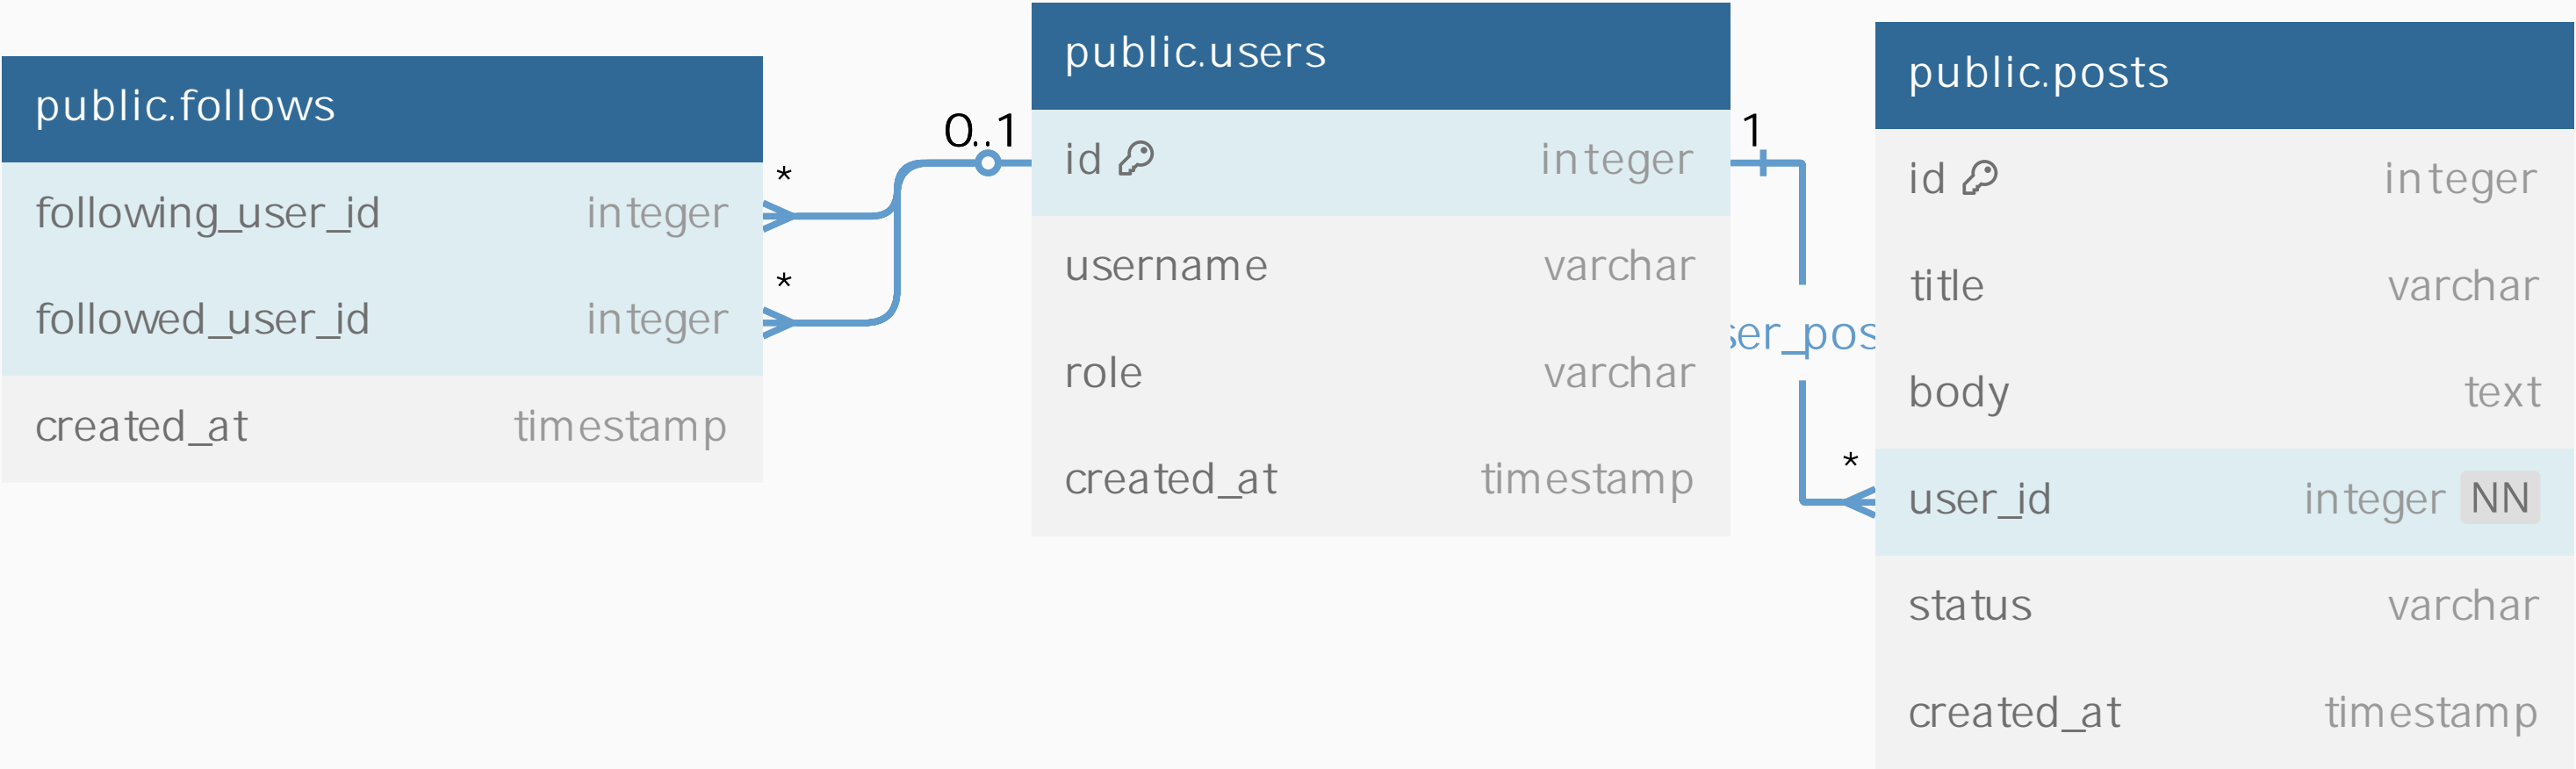 public.follows
following_user_id integer
followed_user_id integer
created_at timestamp
*
*
0..1
public.users
id integer
username varchar
role varchar
created_at timestamp
1
ser_pos
*
public.posts
id integer
title varchar
body text
user_id integer NN
status varchar
created_at timestamp